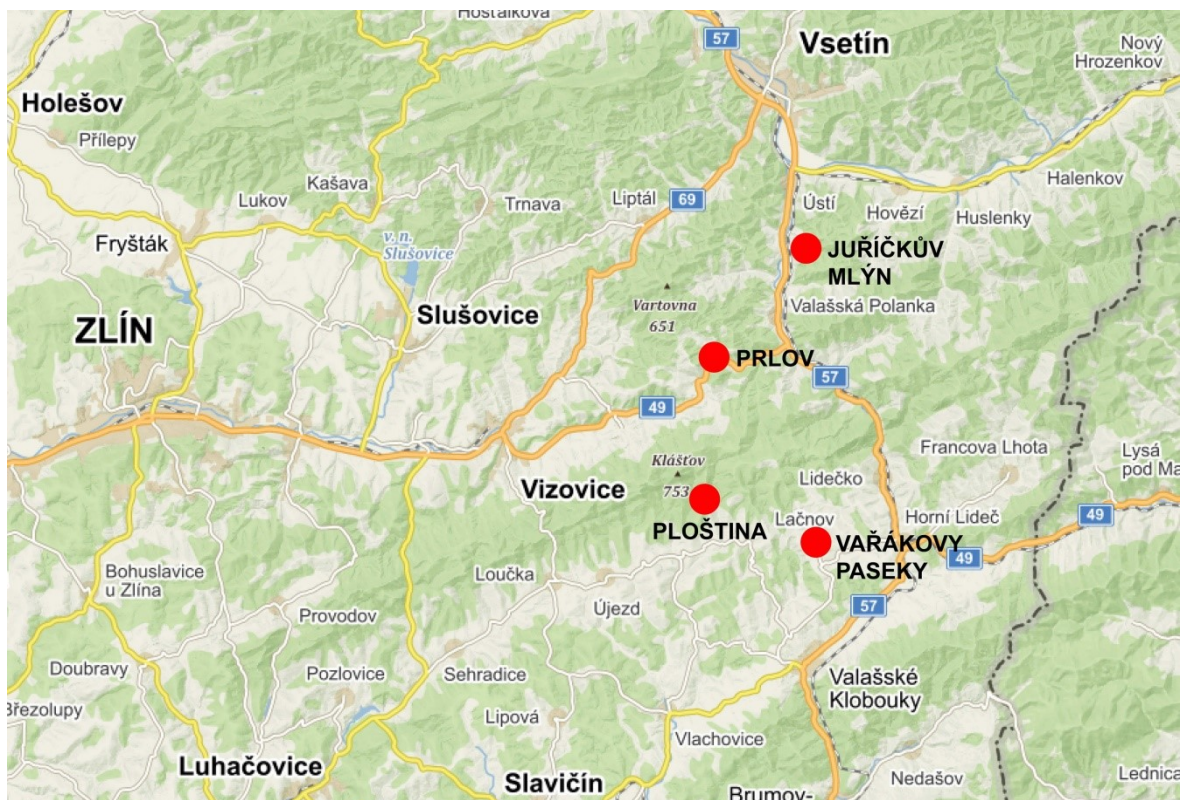 Hošťálková
57
Vsetín
Nový
Hrozenkov
Holešov
Přílepy
Kašava
Lukov
Trnava
Liptál
69
Ústí
Hovězí
Huslenky
Halenkov
Fryšták
v. n.
Slušovice
JUŘÍČKŮV
MLÝN
Vartovna
651
Valašská Polanka
ZLÍN
Slušovice
PRLOV
57
49
Francova Lhota
Lysá
pod Ma
Klášťov
753
Lidečko
Vizovice
PLOŠTINA
Lačnov
Horní Lideč
49
VAŘÁKOVY
PASEKY
49
Bohuslavice
u Zlína
Loučka
Provodov
Újezd
57
Doubravy
Pozlovice
Sehradice
Valašské
Klobouky
Březolupy
Lipová
Vlachovice
Luhačovice
Slavičín
Nedašov
Lednica
Brumov-